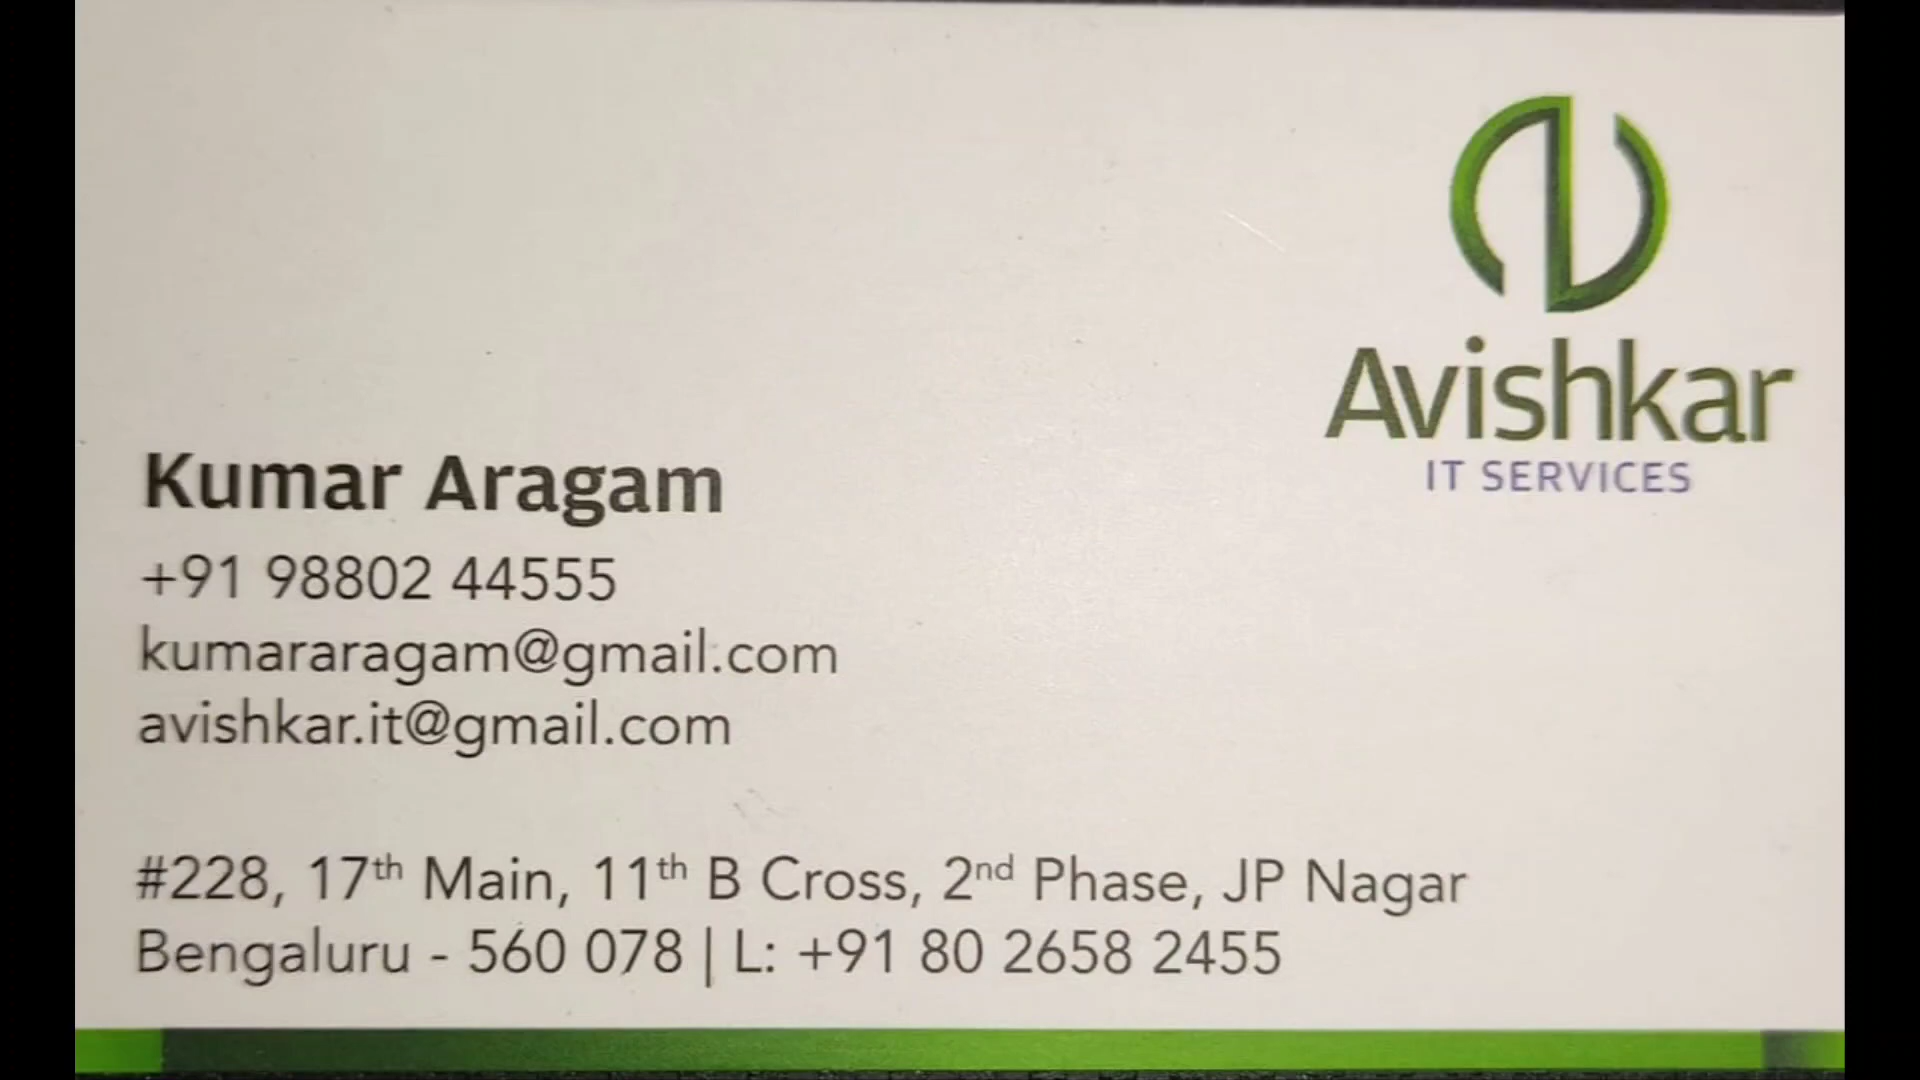 Avishkar
IT SERVICES
Kumar Aragam
+91 98802 44555
kumararagam@gmail.com
avishkar.it@gmail.com
#228, 17th Main, 11th B Cross, 2nd Phase, JP Nagar
Bengaluru - 560 078 | L: +91 80 2658 2455